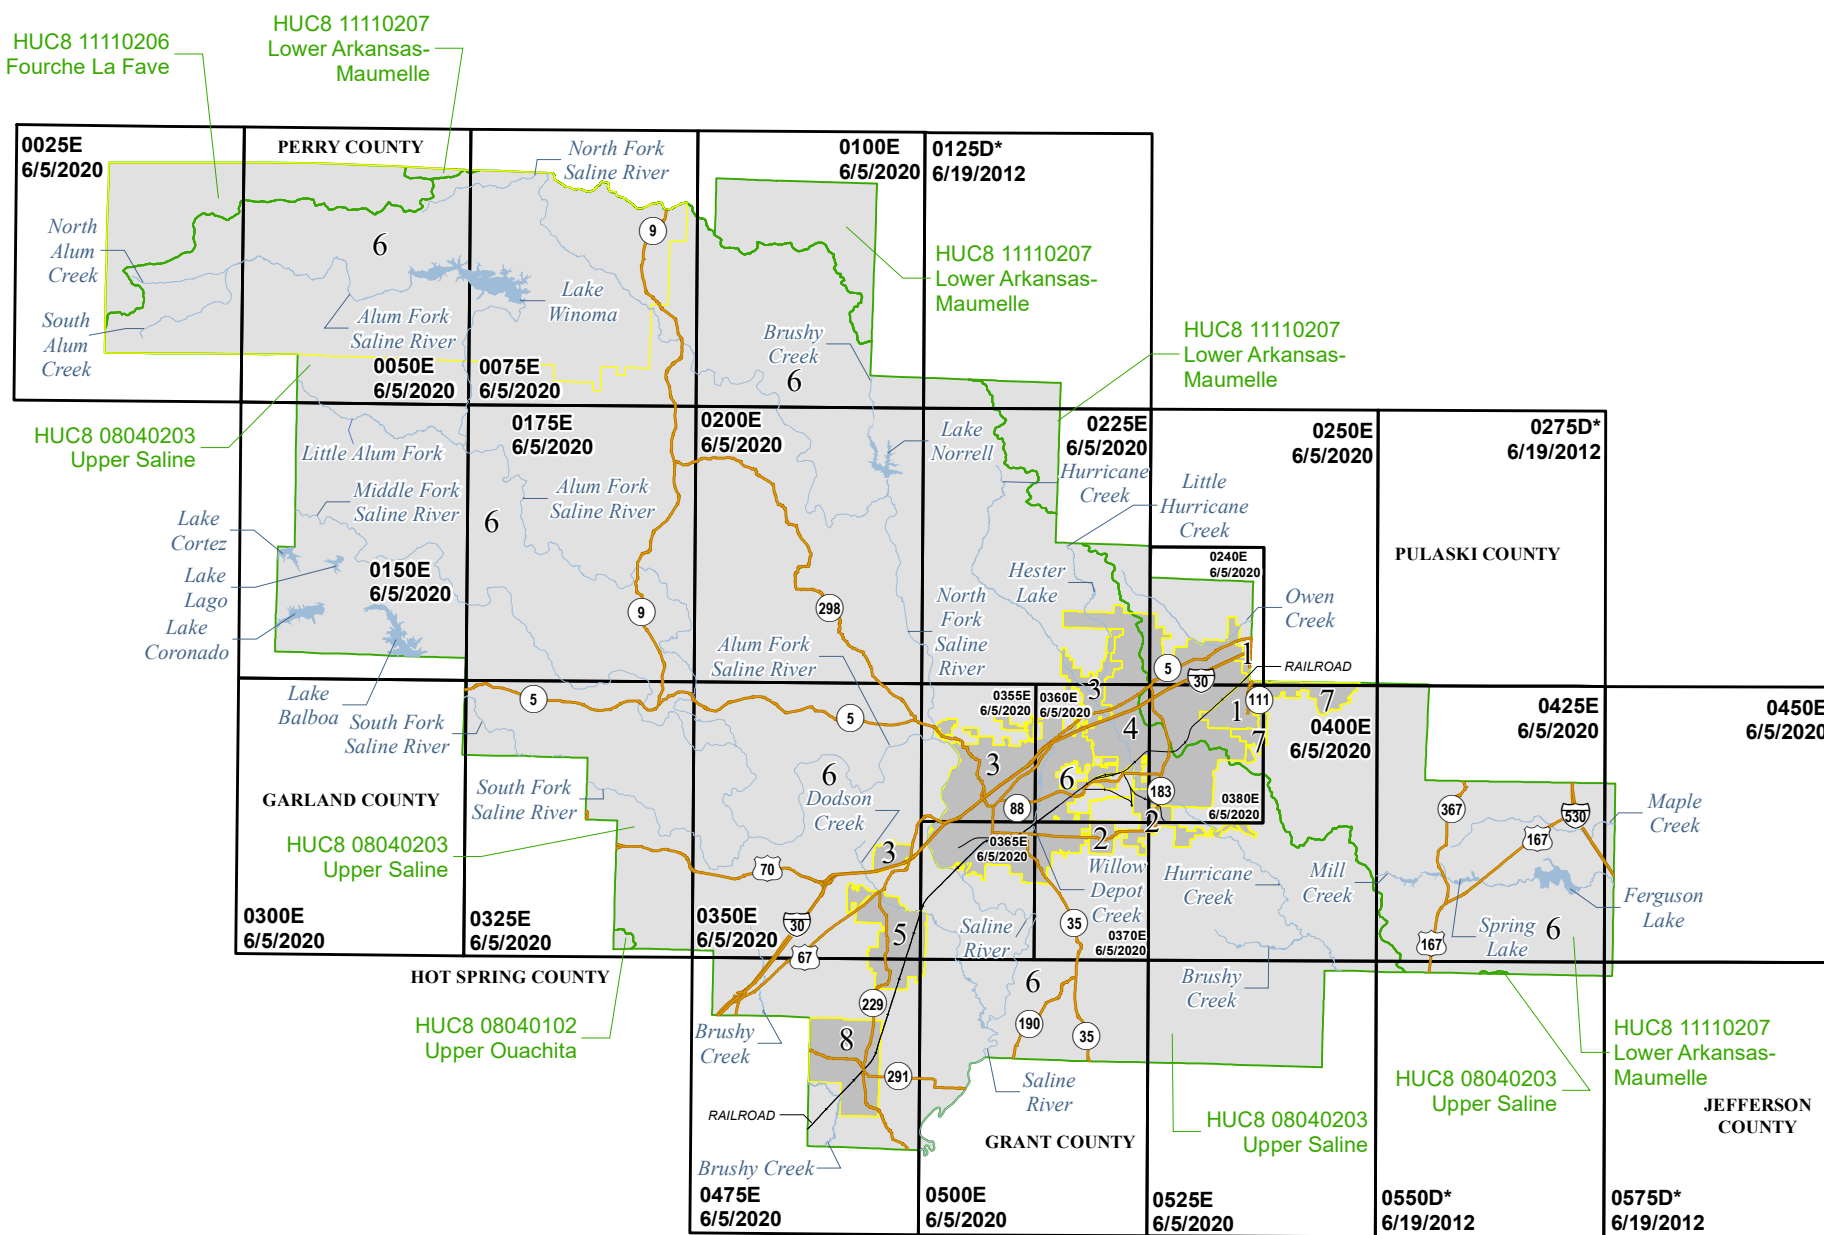 HUC8 11110206
Fourche La Fave
HUC8 11110207
Lower Arkansas-
Maumelle
0025E
6/5/2020
PERRY COUNTY
North Fork
Saline River
0100E
6/5/2020
0125D*
6/19/2012
North
Alum
Creek
6
9
HUC8 11110207
Lower Arkansas-
Maumelle
South
Alum
Creek
Alum Fork
Saline River
Lake
Winoma
Brushy
Creek
HUC8 11110207
Lower Arkansas-
Maumelle
0050E
6/5/2020
0075E
6/5/2020
6
HUC8 08040203
Upper Saline
0175E
6/5/2020
0200E
6/5/2020
0225E
6/5/2020
0250E
6/5/2020
0275D*
6/19/2012
Little Alum Fork
Lake
Norrell
Hurricane
Creek
Little
Hurricane
Creek
Middle Fork
Saline River
Alum Fork
Saline River
6
Lake
Cortez
Lake
Lago
Lake
Coronado
0150E
6/5/2020
0240E
6/5/2020
PULASKI COUNTY
Hester
Lake
Owen
Creek
9
298
North
Fork
Saline
River
Alum Fork
Saline River
1
RAILROAD
5
30
Lake
Balboa
South Fork
Saline River
5
5
0355E
6/5/2020
0360E
6/5/2020
3
4
1
111
7
7
0400E
6/5/2020
0425E
6/5/2020
0450E
6/5/2020
GARLAND COUNTY
South Fork
Saline River
6
Dodson
Creek
3
6
88
183
0380E
6/5/2020
367
167
530
Maple
Creek
HUC8 08040203
Upper Saline
70
3
0365E
6/5/2020
2
2
Willow
Depot
Creek
Hurricane
Creek
Mill
Creek
Ferguson
Lake
0300E
6/5/2020
0325E
6/5/2020
0350E
6/5/2020
30
67
5
Saline
River
35
0370E
6/5/2020
Spring
Lake
6
167
HOT SPRING COUNTY
6
Brushy
Creek
229
190
35
HUC8 08040102
Upper Ouachita
Brushy
Creek
8
291
Saline
River
HUC8 11110207
Lower Arkansas-
Maumelle
HUC8 08040203
Upper Saline
RAILROAD
HUC8 08040203
Upper Saline
JEFFERSON
COUNTY
GRANT COUNTY
Brushy Creek
0475E
6/5/2020
0500E
6/5/2020
0525E
6/5/2020
0550D*
6/19/2012
0575D*
6/19/2012